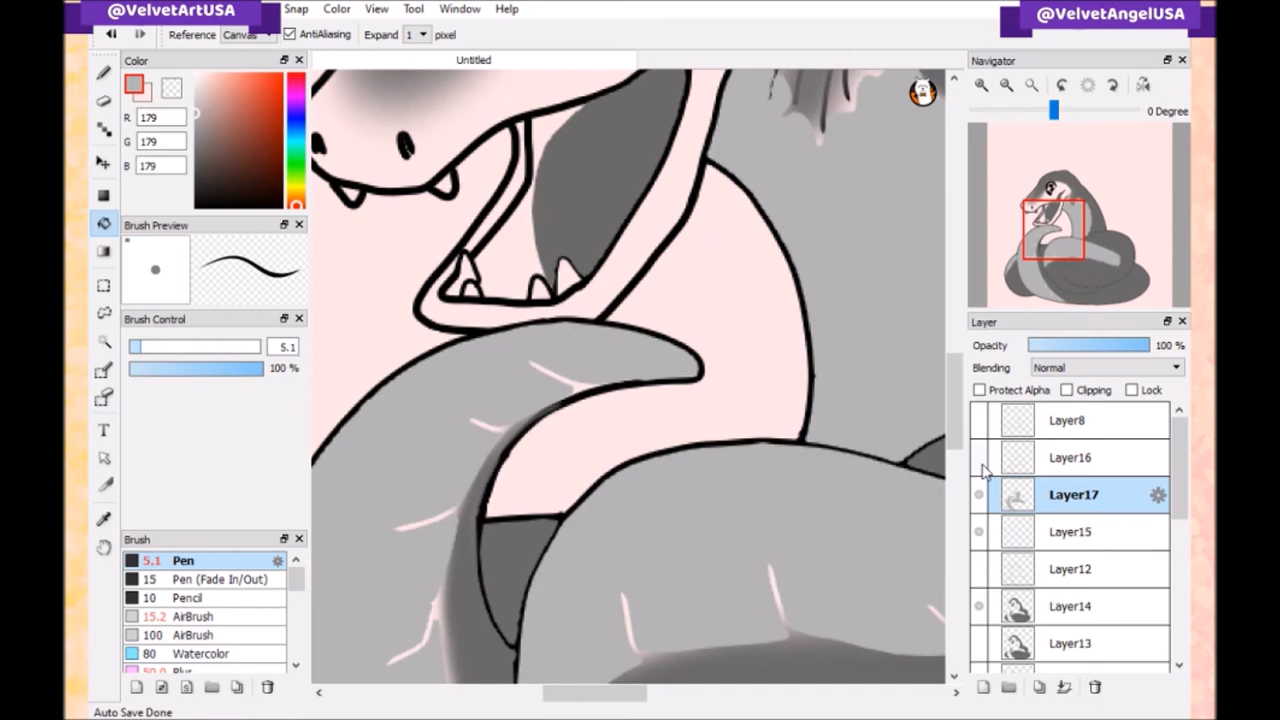 @VelvetArtUSA
@VelvetAngelUSA
Snap Color View Tool Window Help
Reference Canvas AntiAliasing Expand 1 pixel
Color
Untitled
Navigator
R 179
G 179
B 179
0 Degree
Brush Preview
Brush Control
5.1
100 %
Layer
Opacity 100 %
Blending Normal
Protect Alpha Clipping Lock
Layer8
Layer16
Layer17
Layer15
Layer12
Layer14
Layer13
Brush
5.1 Pen
15 Pen (Fade In/Out)
10 Pencil
15.2 AirBrush
100 AirBrush
80 Watercolor
Auto Save Done